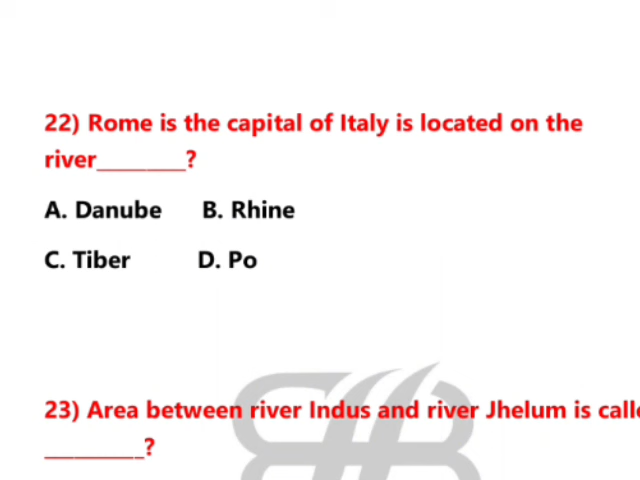 22) Rome is the capital of Italy is located on the
river________?
A. Danube B. Rhine
C. Tiber D. Po
23) Area between river Indus and river Jhelum is
_________?